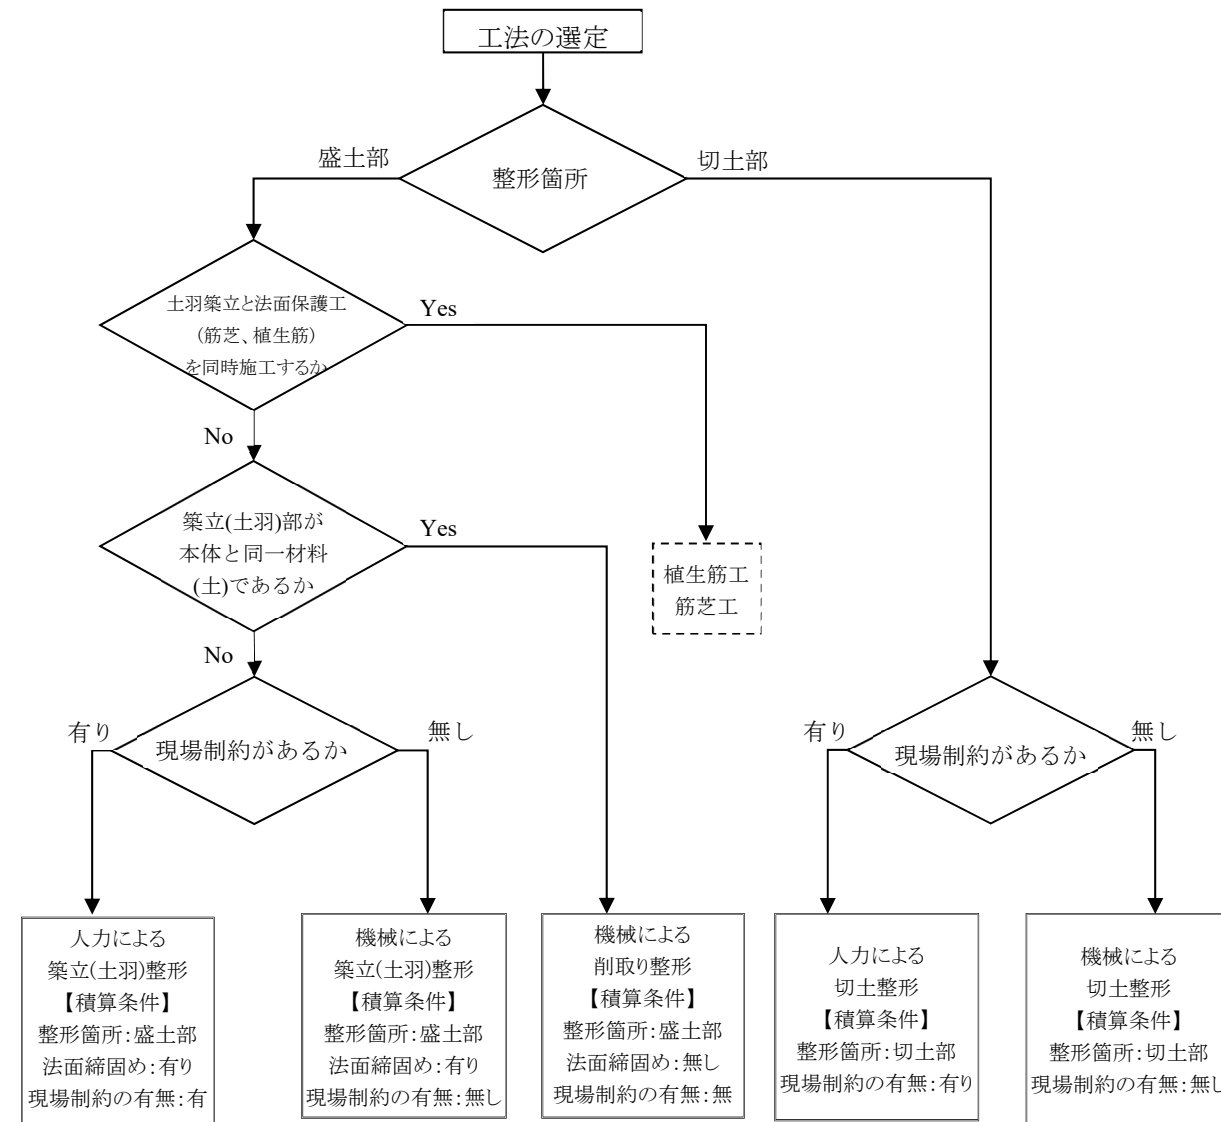 工法の選定
盛土部
切土部
整形箇所
土羽築立と法面保護工
(筋芝、植生筋)
を同時施工するか
Yes
No
築立(土羽)部が
本体と同一材料
(土)であるか
Yes
植生筋工
筋芝工
No
有り
現場制約があるか
無し
有り
現場制約があるか
無し
人力による
築立(土羽)整形
【積算条件】
整形箇所:盛土部
法面締固め:有り
現場制約の有無:有
機械による
築立(土羽)整形
【積算条件】
整形箇所:盛土部
法面締固め:有り
現場制約の有無:無し
機械による
削取り整形
【積算条件】
整形箇所:盛土部
法面締固め:無し
現場制約の有無:無
人力による
切土整形
【積算条件】
整形箇所:切土部
現場制約の有無:有り
機械による
切土整形
【積算条件】
整形箇所:切土部
現場制約の有無:無し